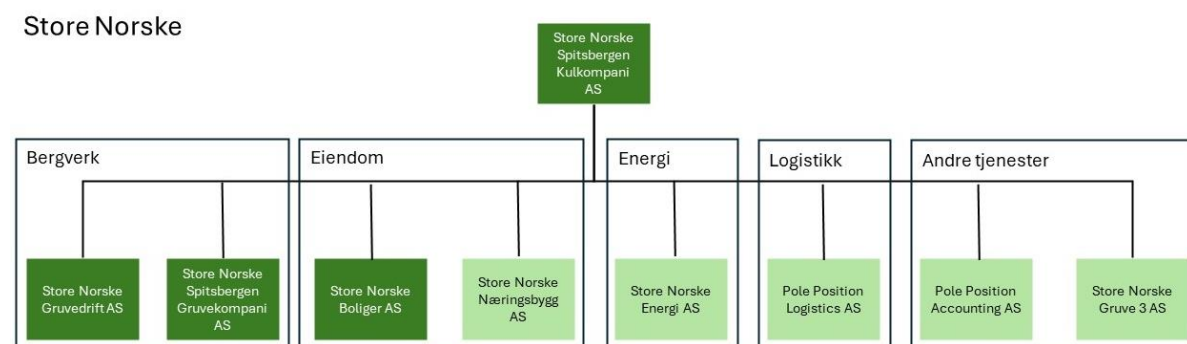 Store Norske
Store Norske
Spitsbergen
Kulkompani
AS
Bergverk
Eiendom
Energi
Logistikk
Andre tjenester
Store Norske
Gruvedrift AS
Store Norske
Spitsbergen
Gruvekompani
AS
Store Norske
Boliger AS
Store Norske
Næringsbygg
AS
Store Norske
Energi AS
Pole Position
Logistics AS
Pole Position
Accounting AS
Store Norske
Gruve 3 AS